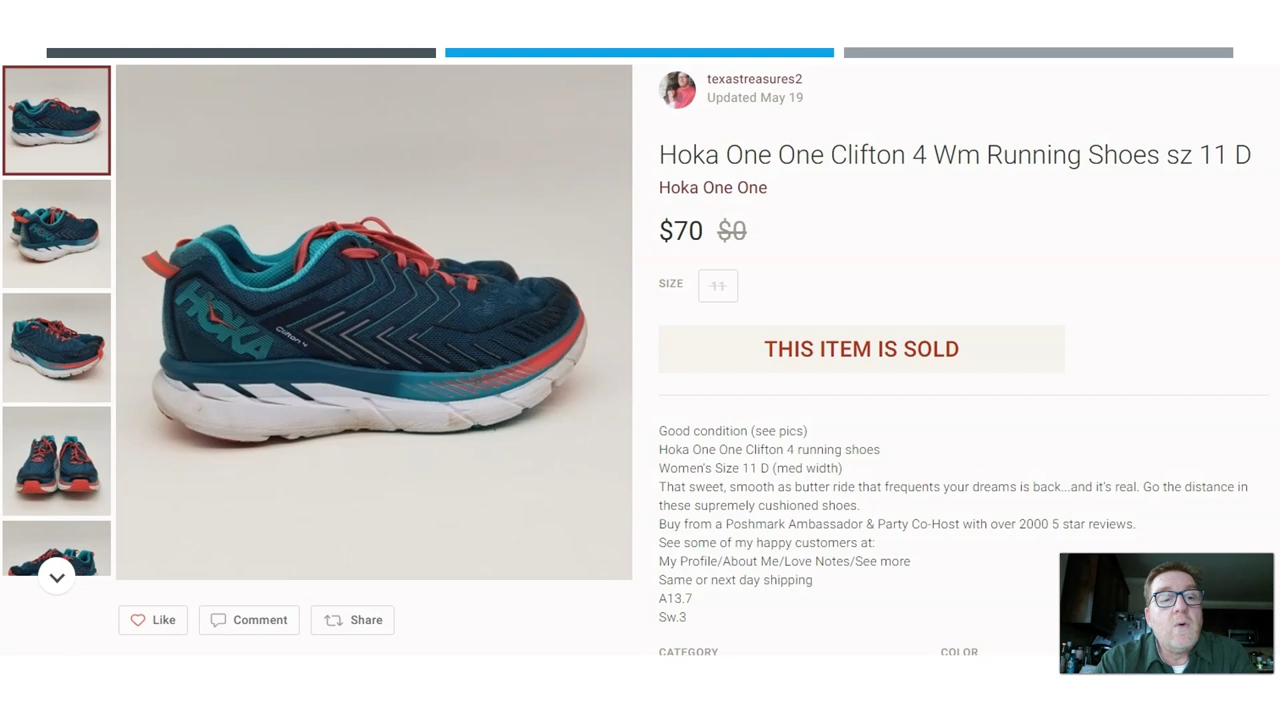 texastreasures2
Updated May 19
Hoka One One Clifton 4 Wm Running Shoes sz 11 D
Hoka One One
$70 $0
SIZE 11
THIS ITEM IS SOLD
HOKA
Clifton 4
Good condition (see pics)
Hoka One One Clifton 4 running shoes
Women's Size 11 D (med width)
That sweet, smooth as butter ride that frequents your dreams is back...and it's real. Go the distance in
these supremely cushioned shoes.
Buy from a Poshmark Ambassador & Party Co-Host with over 2000 5 star reviews.
See some of my happy customers at:
My Profile/About Me/Love Notes/See more
Same or next day shipping
A13.7
Sw.3
Like Comment Share
CATEGORY COLOR